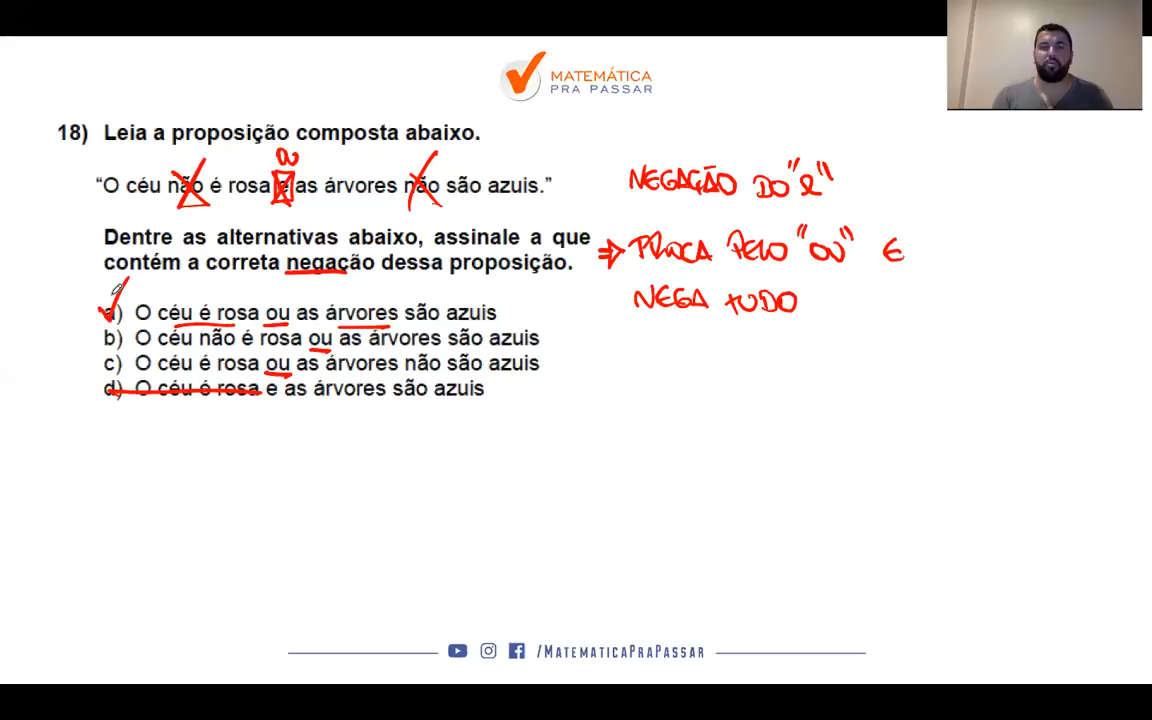 MATEMÁTICA
PRA PASSAR
18) Leia a proposição composta abaixo.
ou
“O céu não é rosa e as árvores não são azuis.”
NEGAÇÃO DO "e"
Dentre as alternativas abaixo, assinale a que
contém a correta negação dessa proposição.
⇒ TROCA PELO "OU" E
NEGA TUDO
a) O céu é rosa ou as árvores são azuis
b) O céu não é rosa ou as árvores são azuis
c) O céu é rosa ou as árvores não são azuis
d) O céu é rosa e as árvores são azuis
/MATEMATICAPRAPASSAR